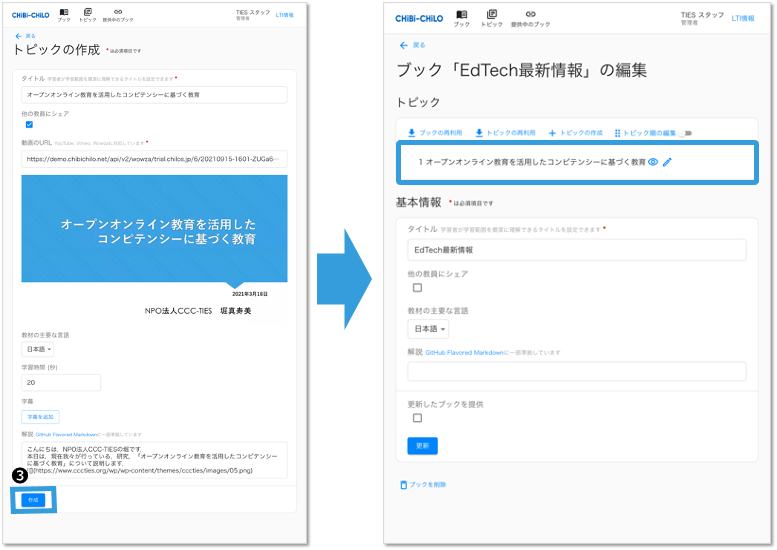 CHiBi-CHiLO
ブック トピック 提供中のブック
TIES スタッフ
管理者
LTI情報
戻る
トピックの作成 *は必須項目です
タイトル 学習者が学習範囲を簡潔に理解できるタイトルを設定できます *
オープンオンライン教育を活用したコンピテンシーに基づく教育
他の教員にシェア
動画のURL YouTube, Vimeo, Wowzaに対応しています *
https://demo.chibichilo.net/api/v2/wowza/trial.chilos.jp/6/20210915-1601-ZUGa6…
オープンオンライン教育を活用した
コンピテンシーに基づく教育
2021年3月18日
NPO法人CCC-TIES 堀真寿美
教材の主要な言語
日本語
学習時間 (秒)
20
字幕
字幕を追加
解説 GitHub Flavored Markdownに一部準拠しています
こんにちは、NPO法人CCC-TIESの堀です。
本日は、現在我々が行っている、研究、「オープンオンライン教育を活用したコンピテンシー
に基づく教育」について説明します。
![](https://www.cccties.org/wp/wp-content/themes/cccties/images/05.png)
3
作成
CHiBi-CHiLO
ブック トピック 提供中のブック
TIES スタッフ
管理者
LTI情報
戻る
ブック「EdTech最新情報」の編集
トピック
ブックの再利用 トピックの再利用 トピックの作成 トピック順の編集
1 オープンオンライン教育を活用したコンピテンシーに基づく教育
基本情報 *は必須項目です
タイトル 学習者が学習範囲を簡潔に理解できるタイトルを設定できます *
EdTech最新情報
他の教員にシェア
教材の主要な言語
日本語
解説 GitHub Flavored Markdownに一部準拠しています
更新したブックを提供
更新
ブックを削除